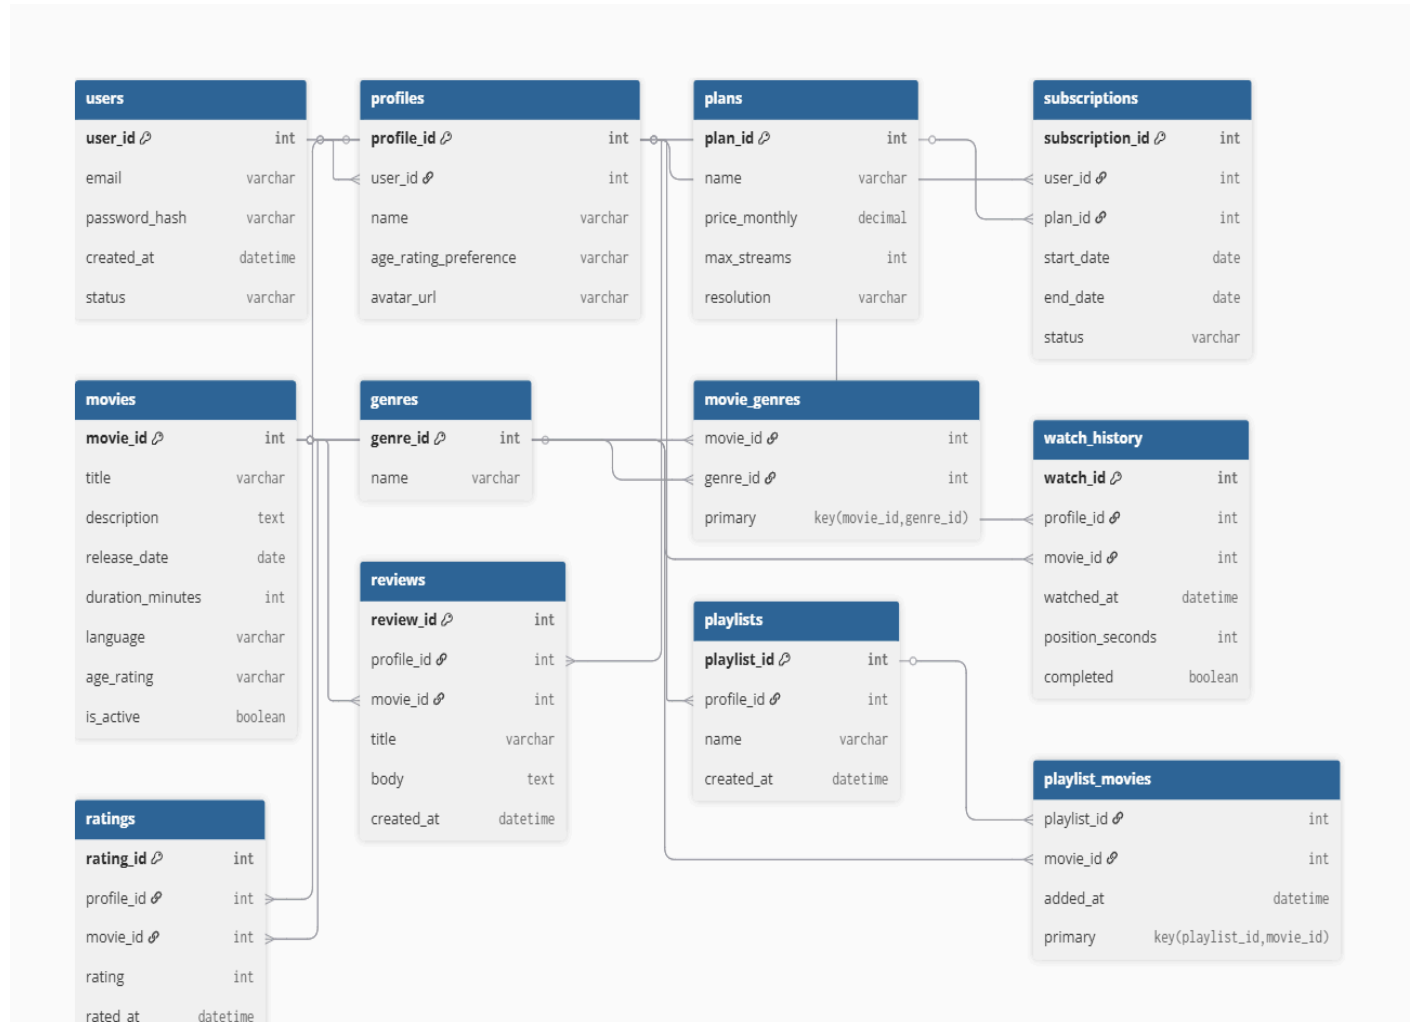 users
user_id int
email varchar
password_hash varchar
created_at datetime
status varchar
profiles
profile_id int
user_id int
name varchar
age_rating_preference varchar
avatar_url varchar
plans
plan_id int
name varchar
price_monthly decimal
max_streams int
resolution varchar
subscriptions
subscription_id int
user_id int
plan_id int
start_date date
end_date date
status varchar
movies
movie_id int
title varchar
description text
release_date date
duration_minutes int
language varchar
age_rating varchar
is_active boolean
genres
genre_id int
name varchar
movie_genres
movie_id int
genre_id int
primary key(movie_id,genre_id)
watch_history
watch_id int
profile_id int
movie_id int
watched_at datetime
position_seconds int
completed boolean
reviews
review_id int
profile_id int
movie_id int
title varchar
body text
created_at datetime
playlists
playlist_id int
profile_id int
name varchar
created_at datetime
playlist_movies
playlist_id int
movie_id int
added_at datetime
primary key(playlist_id,movie_id)
ratings
rating_id int
profile_id int
movie_id int
rating int
rated_at datetime